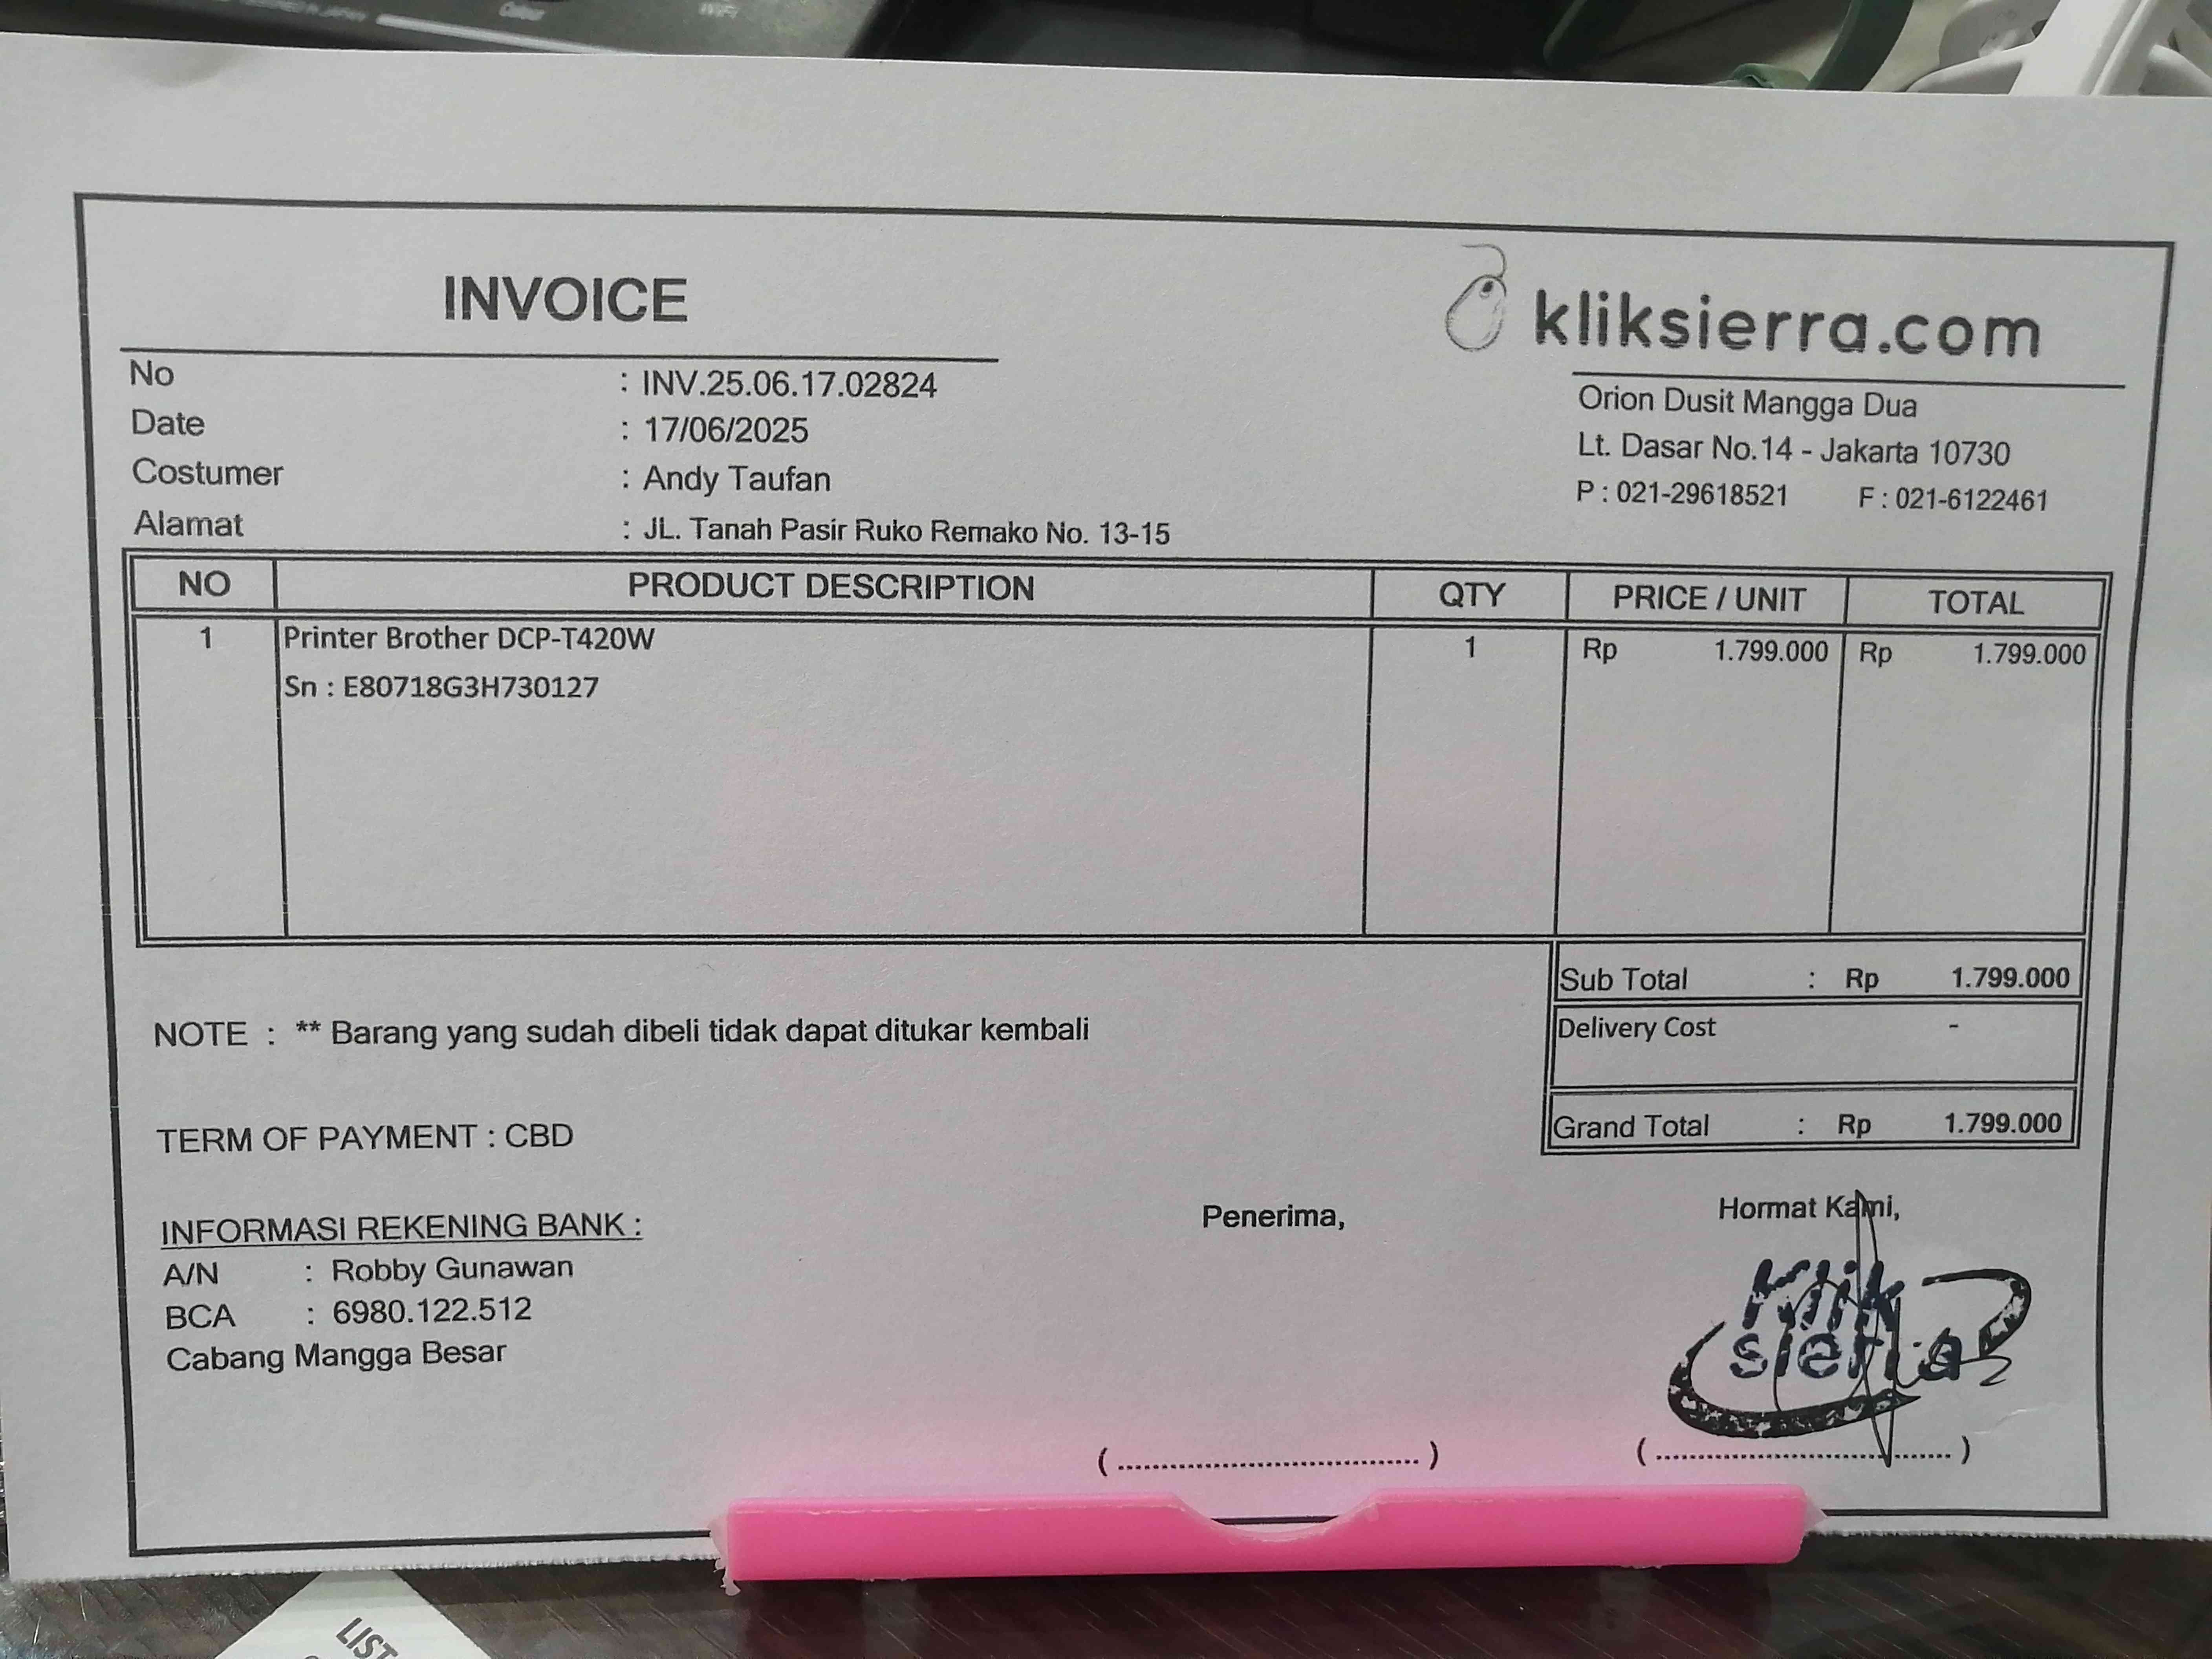 INVOICE
kliksierra.com
No : INV.25.06.17.02824
Date : 17/06/2025
Costumer : Andy Taufan
Alamat : JL. Tanah Pasir Ruko Remako No. 13-15
Orion Dusit Mangga Dua
Lt. Dasar No.14 - Jakarta 10730
P : 021-29618521 F : 021-6122461
NO PRODUCT DESCRIPTION QTY PRICE / UNIT TOTAL
1 Printer Brother DCP-T420W 1 Rp 1.799.000 Rp 1.799.000
Sn : E80718G3H730127
Sub Total : Rp 1.799.000
Delivery Cost -
Grand Total : Rp 1.799.000
NOTE : ** Barang yang sudah dibeli tidak dapat ditukar kembali
TERM OF PAYMENT : CBD
INFORMASI REKENING BANK :
A/N : Robby Gunawan
BCA : 6980.122.512
Cabang Mangga Besar
Penerima,
(....................................)
Hormat Kami,
Klik
sierra
(....................................)
LIST